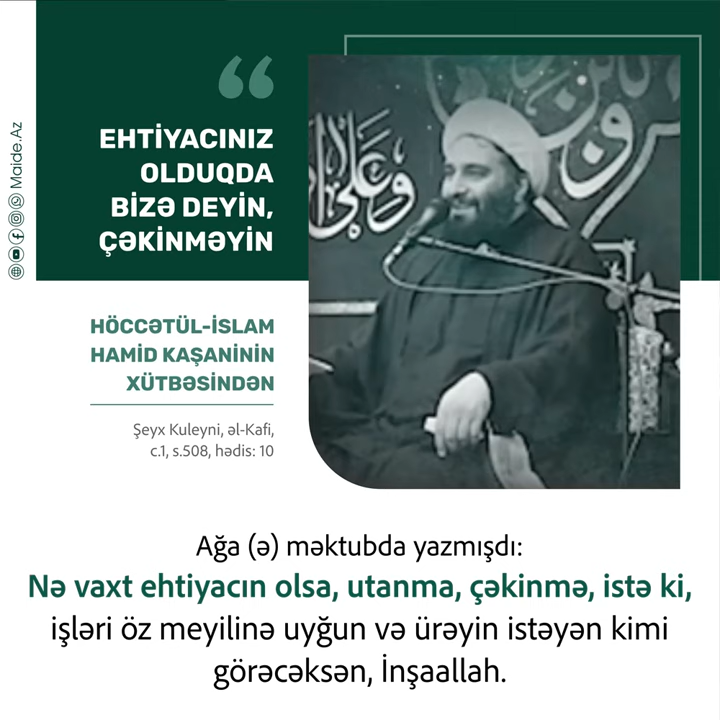 Maide.Az
EHTİYACINIZ
OLDUQDA
BİZƏ DEYİN,
ÇƏKİNMƏYİN
HÖCCƏTÜL-İSLAM
HAMİD KAŞANİNİN
XÜTBƏSİNDƏN
Şeyx Kuleyni, əl-Kafi,
c.1, s.508, hədis: 10
وعلی
Ağa (ə) məktubda yazmışdı:
Nə vaxt ehtiyacın olsa, utanma, çəkinmə, istə ki,
işləri öz meyilinə uyğun və ürəyin istəyən kimi
görəcəksən, İnşaallah.